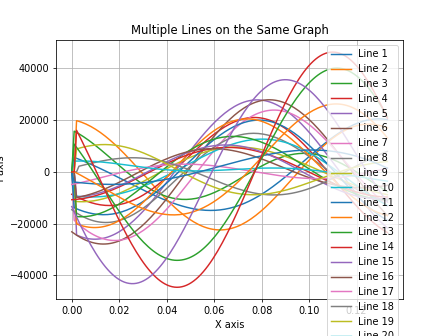 Multiple Lines on the Same Graph
40000
20000
0
−20000
−40000
0.00
0.02
0.04
0.06
0.08
0.10
X axis
axis
Line 1
Line 2
Line 3
Line 4
Line 5
Line 6
Line 7
Line 8
Line 9
Line 10
Line 11
Line 12
Line 13
Line 14
Line 15
Line 16
Line 17
Line 18
Line 19
Line 20